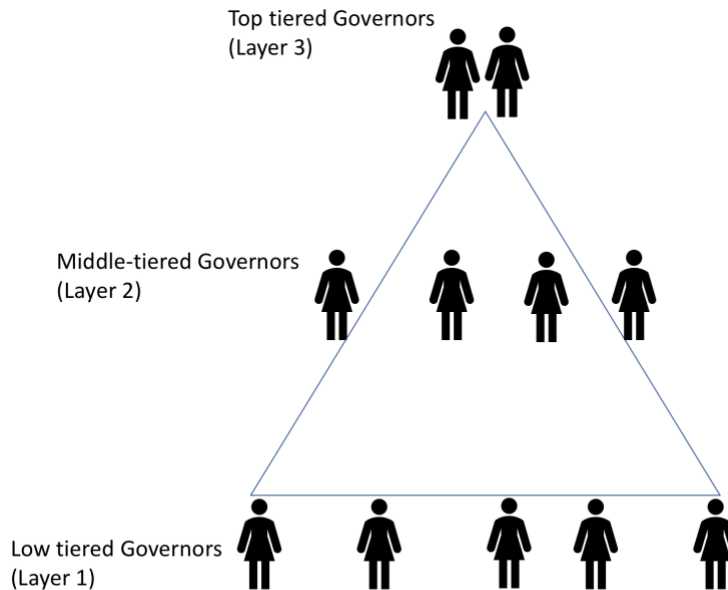 Top tiered Governors
(Layer 3)
Middle-tiered Governors
(Layer 2)
Low tiered Governors
(Layer 1)